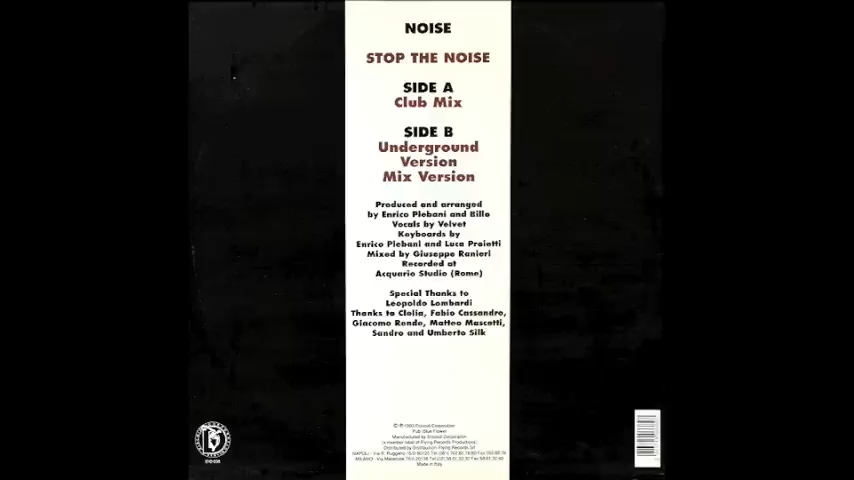 NOISE
STOP THE NOISE
SIDE A
Club Mix
SIDE B
Underground
Version
Mix Version
Produced and arranged
by Enrico Plebani and Billo
Vocals by Velvet
Keyboards by
Enrico Plebani and Luca Proietti
Mixed by Giuseppe Ranieri
Recorded at
Acquario Studio (Rome)
Special Thanks to
Leopoldo Lombardi
Thanks to Clelia, Fabio Cassandro,
Giacomo Rende, Matteo Mascetti,
Sandro and Umberto Silk
Made in Italy